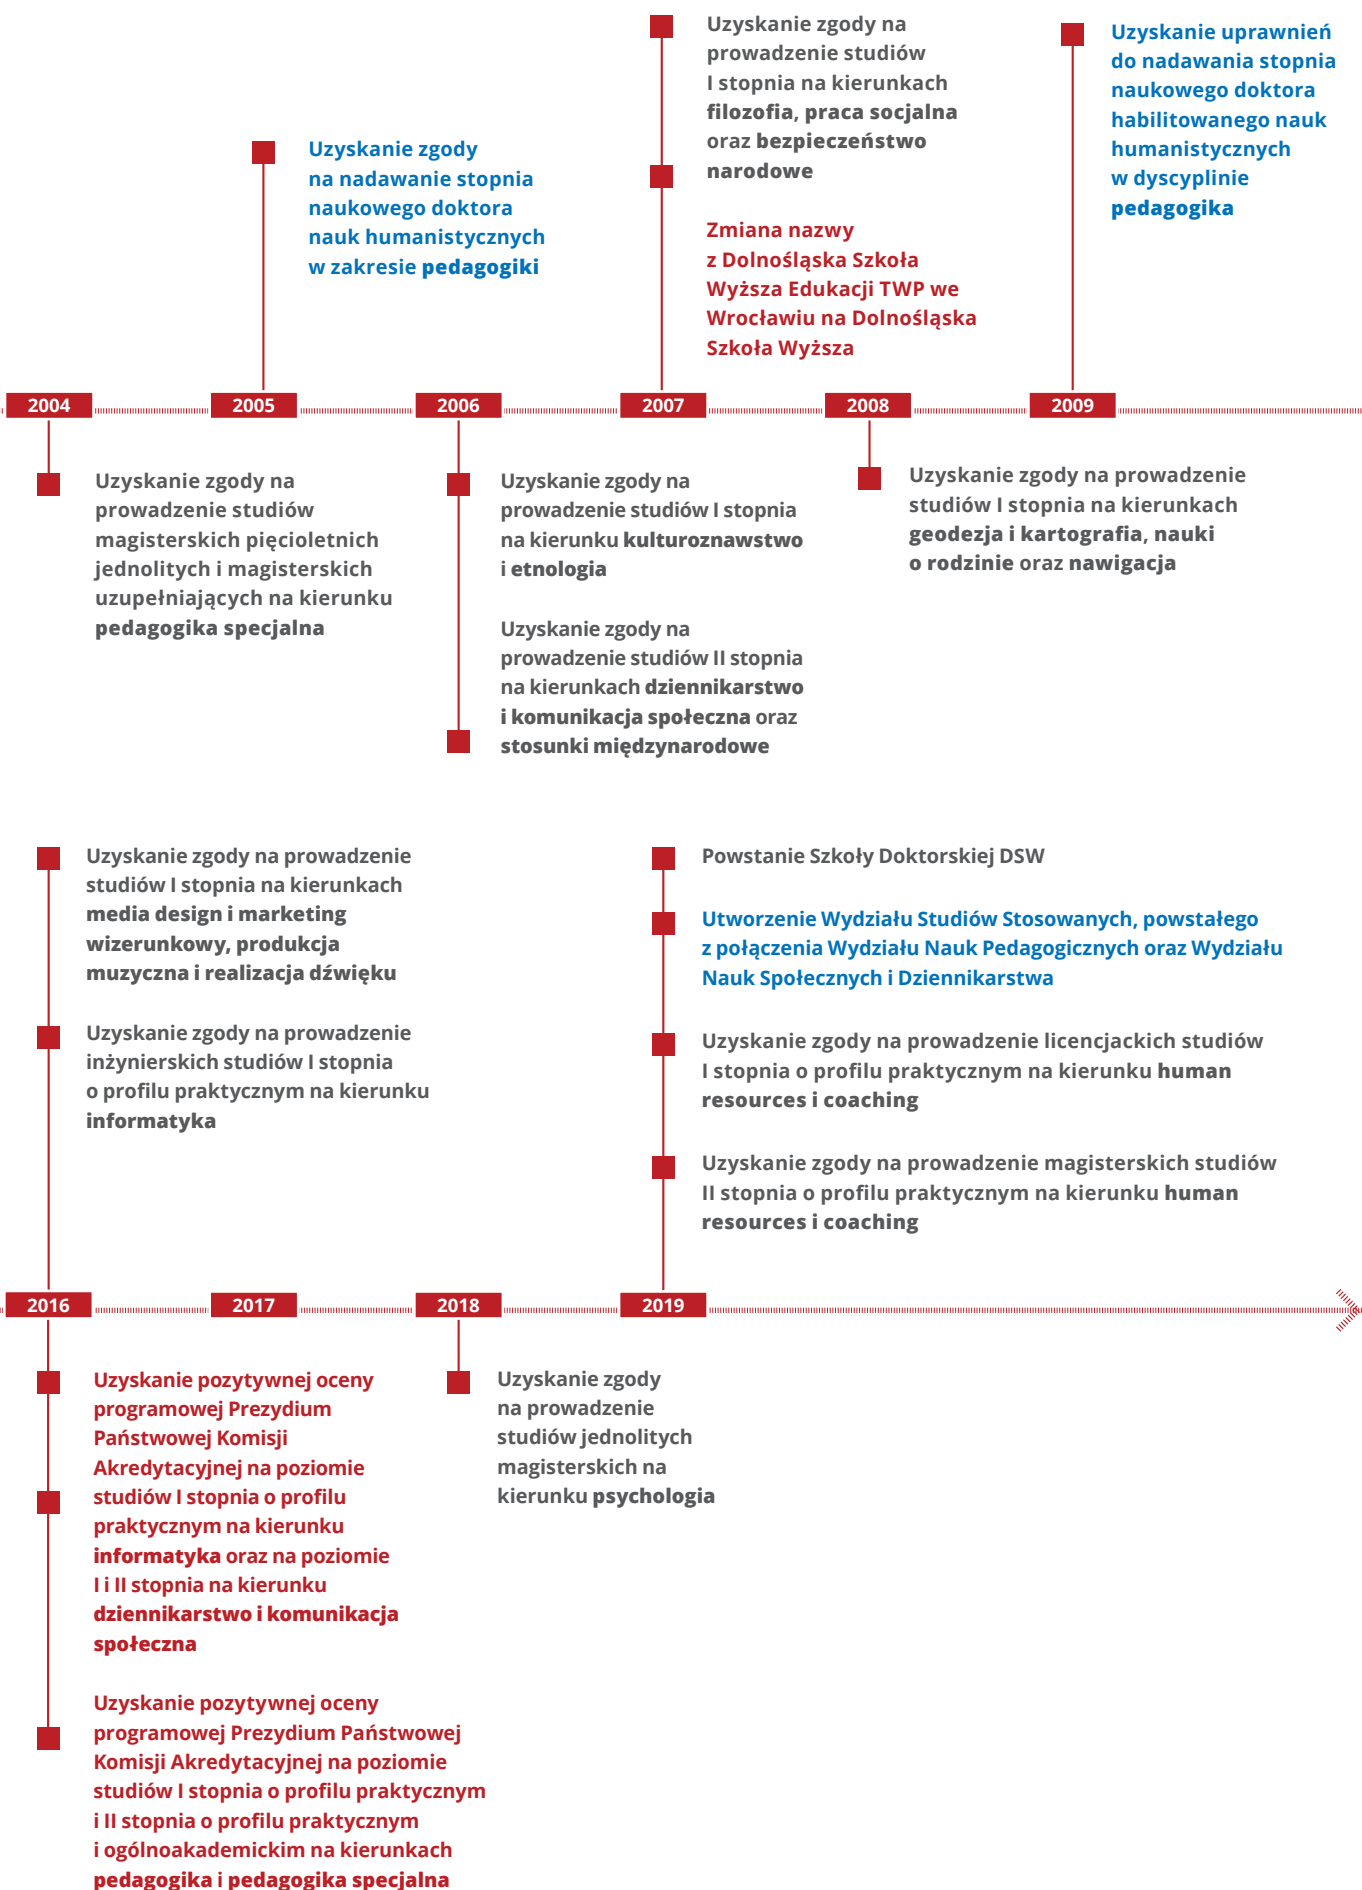 Uzyskanie zgody na
prowadzenie studiów
I stopnia na kierunkach
filozofia, praca socjalna
oraz bezpieczeństwo
narodowe
Zmiana nazwy
z Dolnośląska Szkoła
Wyższa Edukacji TWP we
Wrocławiu na Dolnośląska
Szkoła Wyższa
Uzyskanie uprawnień
do nadawania stopnia
naukowego doktora
habilitowanego nauk
humanistycznych
w dyscyplinie
pedagogika
Uzyskanie zgody
na nadawanie stopnia
naukowego doktora
nauk humanistycznych
w zakresie pedagogiki
2004
2005
2006
2007
2008
2009
Uzyskanie zgody na
prowadzenie studiów
magisterskich pięcioletnich
jednolitych i magisterskich
uzupełniających na kierunku
pedagogika specjalna
Uzyskanie zgody na
prowadzenie studiów I stopnia
na kierunku kulturoznawstwo
i etnologia
Uzyskanie zgody na
prowadzenie studiów II stopnia
na kierunkach dziennikarstwo
i komunikacja społeczna oraz
stosunki międzynarodowe
Uzyskanie zgody na prowadzenie
studiów I stopnia na kierunkach
geodezja i kartografia, nauki
o rodzinie oraz nawigacja
Uzyskanie zgody na prowadzenie
studiów I stopnia na kierunkach
media design i marketing
wizerunkowy, produkcja
muzyczna i realizacja dźwięku
Uzyskanie zgody na prowadzenie
inżynierskich studiów I stopnia
o profilu praktycznym na kierunku
informatyka
Powstanie Szkoły Doktorskiej DSW
Utworzenie Wydziału Studiów Stosowanych, powstałego
z połączenia Wydziału Nauk Pedagogicznych oraz Wydziału
Nauk Społecznych i Dziennikarstwa
Uzyskanie zgody na prowadzenie licencjackich studiów
I stopnia o profilu praktycznym na kierunku human
resources i coaching
Uzyskanie zgody na prowadzenie magisterskich studiów
II stopnia o profilu praktycznym na kierunku human
resources i coaching
2016
2017
2018
2019
Uzyskanie pozytywnej oceny
programowej Prezydium
Państwowej Komisji
Akredytacyjnej na poziomie
studiów I stopnia o profilu
praktycznym na kierunku
informatyka oraz na poziomie
I i II stopnia na kierunku
dziennikarstwo i komunikacja
społeczna
Uzyskanie pozytywnej oceny
programowej Prezydium Państwowej
Komisji Akredytacyjnej na poziomie
studiów I stopnia o profilu praktycznym
i II stopnia o profilu praktycznym
i ogólnoakademickim na kierunkach
pedagogika i pedagogika specjalna
Uzyskanie zgody
na prowadzenie
studiów jednolitych
magisterskich na
kierunku psychologia